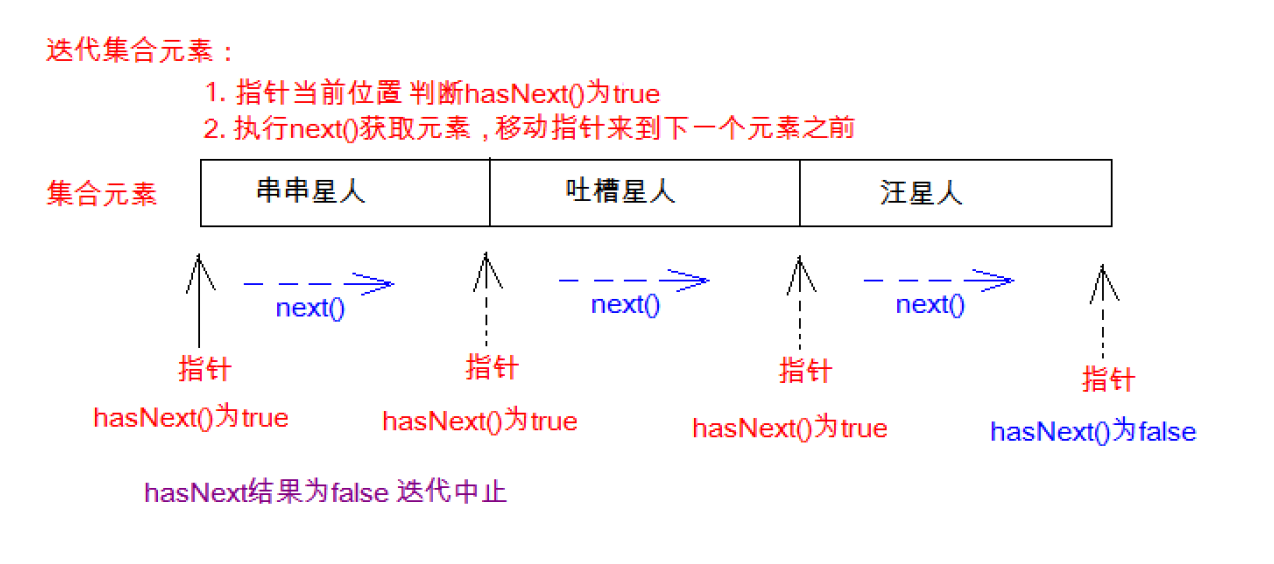 迭代集合元素：
1. 指针当前位置 判断hasNext()为true
2. 执行next()获取元素，移动指针来到下一个元素之前
集合元素 串串星人 吐槽星人 汪星人
next() next() next()
指针 指针 指针 指针
hasNext()为true hasNext()为true hasNext()为true hasNext()为false
hasNext结果为false 迭代中止